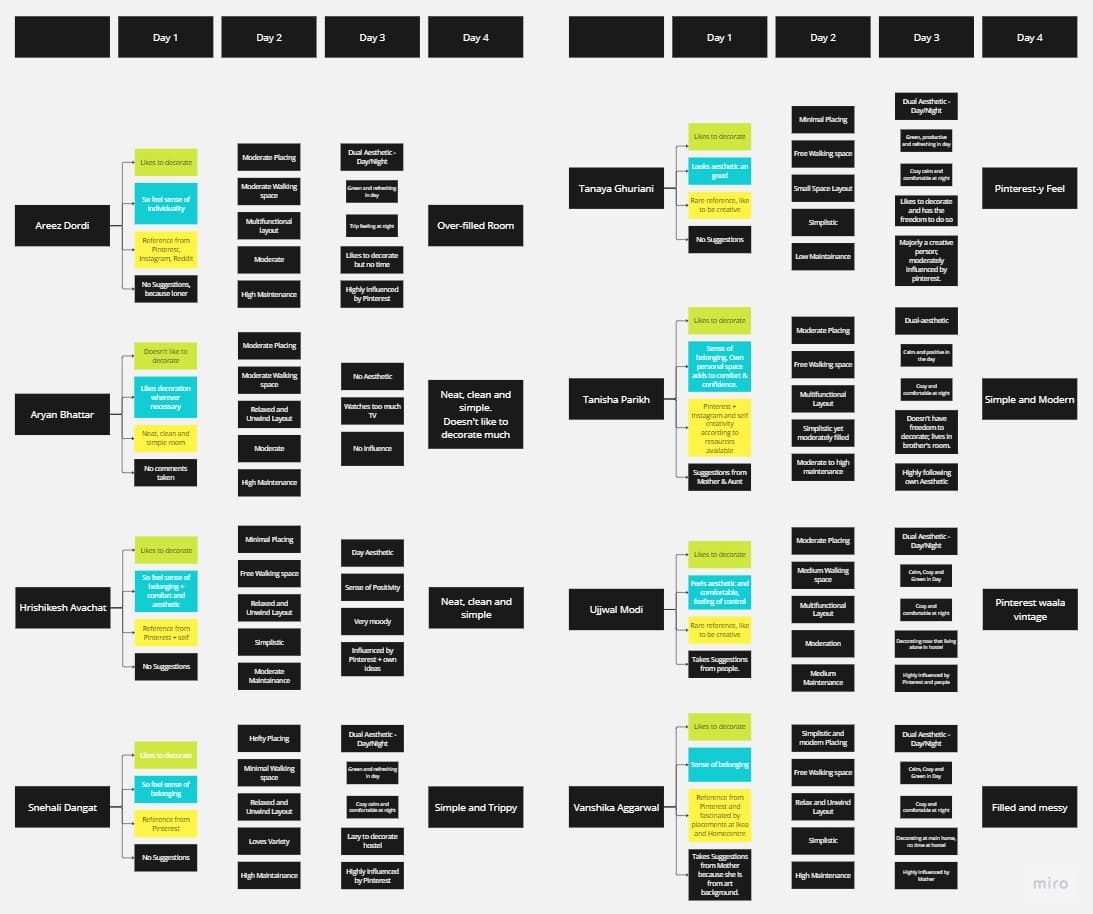 Day 1
Day 2
Day 3
Day 4
Areez Dordi
Likes to decorate
So feel sense of
individuality
Reference from
Pinterest,
Instagram, Reddit
No Suggestions,
because loner
Moderate Placing
Moderate Walking
space
Multifunctional
layout
Moderate
High Maintenance
Dual Aesthetic -
Day/Night
Green and refreshing
in day
Trip feeling at night
Likes to decorate
but no time
Highly influenced
by Pinterest
Over-filled Room
Aryan Bhattar
Doesn't like to
decorate
Likes decoration
wherever
necessary
Neat, clean and
simple room
No comments
taken
Moderate Placing
Moderate Walking
space
Relaxed and
Unwind Layout
Moderate
High Maintenance
No Aesthetic
Watches too much
TV
No Influence
Neat, clean and
simple.
Doesn't like to
decorate much
Hrishikesh Avachat
Likes to decorate
So feel sense of
belonging +
comfort and
aesthetic
Reference from
Pinterest + self
No Suggestions
Minimal Placing
Free Walking space
Relaxed and
Unwind Layout
Simplistic
Moderate
Maintainance
Day Aesthetic
Sense of Positivity
Very moody
Influenced by
Pinterest + own
ideas
Neat, clean and
simple
Snehali Dangat
Likes to decorate
So feel sense of
belonging
Reference from
Pinterest
No Suggestions
Hefty Placing
Minimal Walking
space
Relaxed and
Unwind Layout
Loves Variety
High Maintainance
Dual Aesthetic -
Day/Night
Green and refreshing
in day
Cosy calm and
comfortable at night
Lazy to decorate
hostel
Highly influenced
by Pinterest
Simple and Trippy
Day 1
Day 2
Day 3
Day 4
Tanaya Ghuriani
Likes to decorate
Looks aesthetic an
good
Rare reference, like
to be creative
No Suggestions
Minimal Placing
Free Walking space
Small Space Layout
Simplistic
Low Maintainance
Dual Aesthetic -
Day/Night
Green, productive
and refreshing in day
Cosy calm and
comfortable at night
Likes to decorate
and has the
freedom to do so
Majorly a creative
person;
moderately
influenced by
pinterest.
Pinterest-y Feel
Tanisha Parikh
Likes to decorate
Sense of
belonging, Own
personal space
adds to comfort &
confidence.
Pinterest +
Instagram and self
creativity
according to
resources
available
Suggestions from
Mother & Aunt
Moderate Placing
Free Walking space
Multifunctional
Layout
Simplistic yet
moderately filled
Moderate to high
maintenance
Dual-aesthetic
Calm and positive in
the day
Cosy and
comfortable at night
Doesn't have
freedom to
decorate; lives in
brother's room.
Highly following
own Aesthetic
Simple and Modern
Ujjwal Modi
Likes to decorate
Feels aesthetic and
comfortable,
feeling of control
Rare reference, like
to be creative
Takes Suggestions
from people.
Moderate Placing
Medium Walking
space
Multifunctional
Layout
Moderation
Medium
Maintenance
Dual Aesthetic -
Day/Night
Calm, Cosy and
Green in Day
Cosy and
comfortable at night
Decorating now that living
alone in hostel
Highly influenced by
Pinterest and people
Pinterest waala
vintage
Vanshika Aggarwal
Likes to decorate
Sense of belonging
Reference from
Pinterest and
fascinated by
placements at Ikea
and Homecentre
Takes Suggestions
from Mother
because she is
from art
background.
Simplistic and
modern Placing
Free Walking space
Relax and Unwind
Layout
Simplistic
High Maintenance
Dual Aesthetic -
Day/Night
Calm, Cosy and
Green in Day
Cosy and
comfortable at night
Decorating at main home,
no time at hostel
Highly influenced by
Mother
Filled and messy
miro